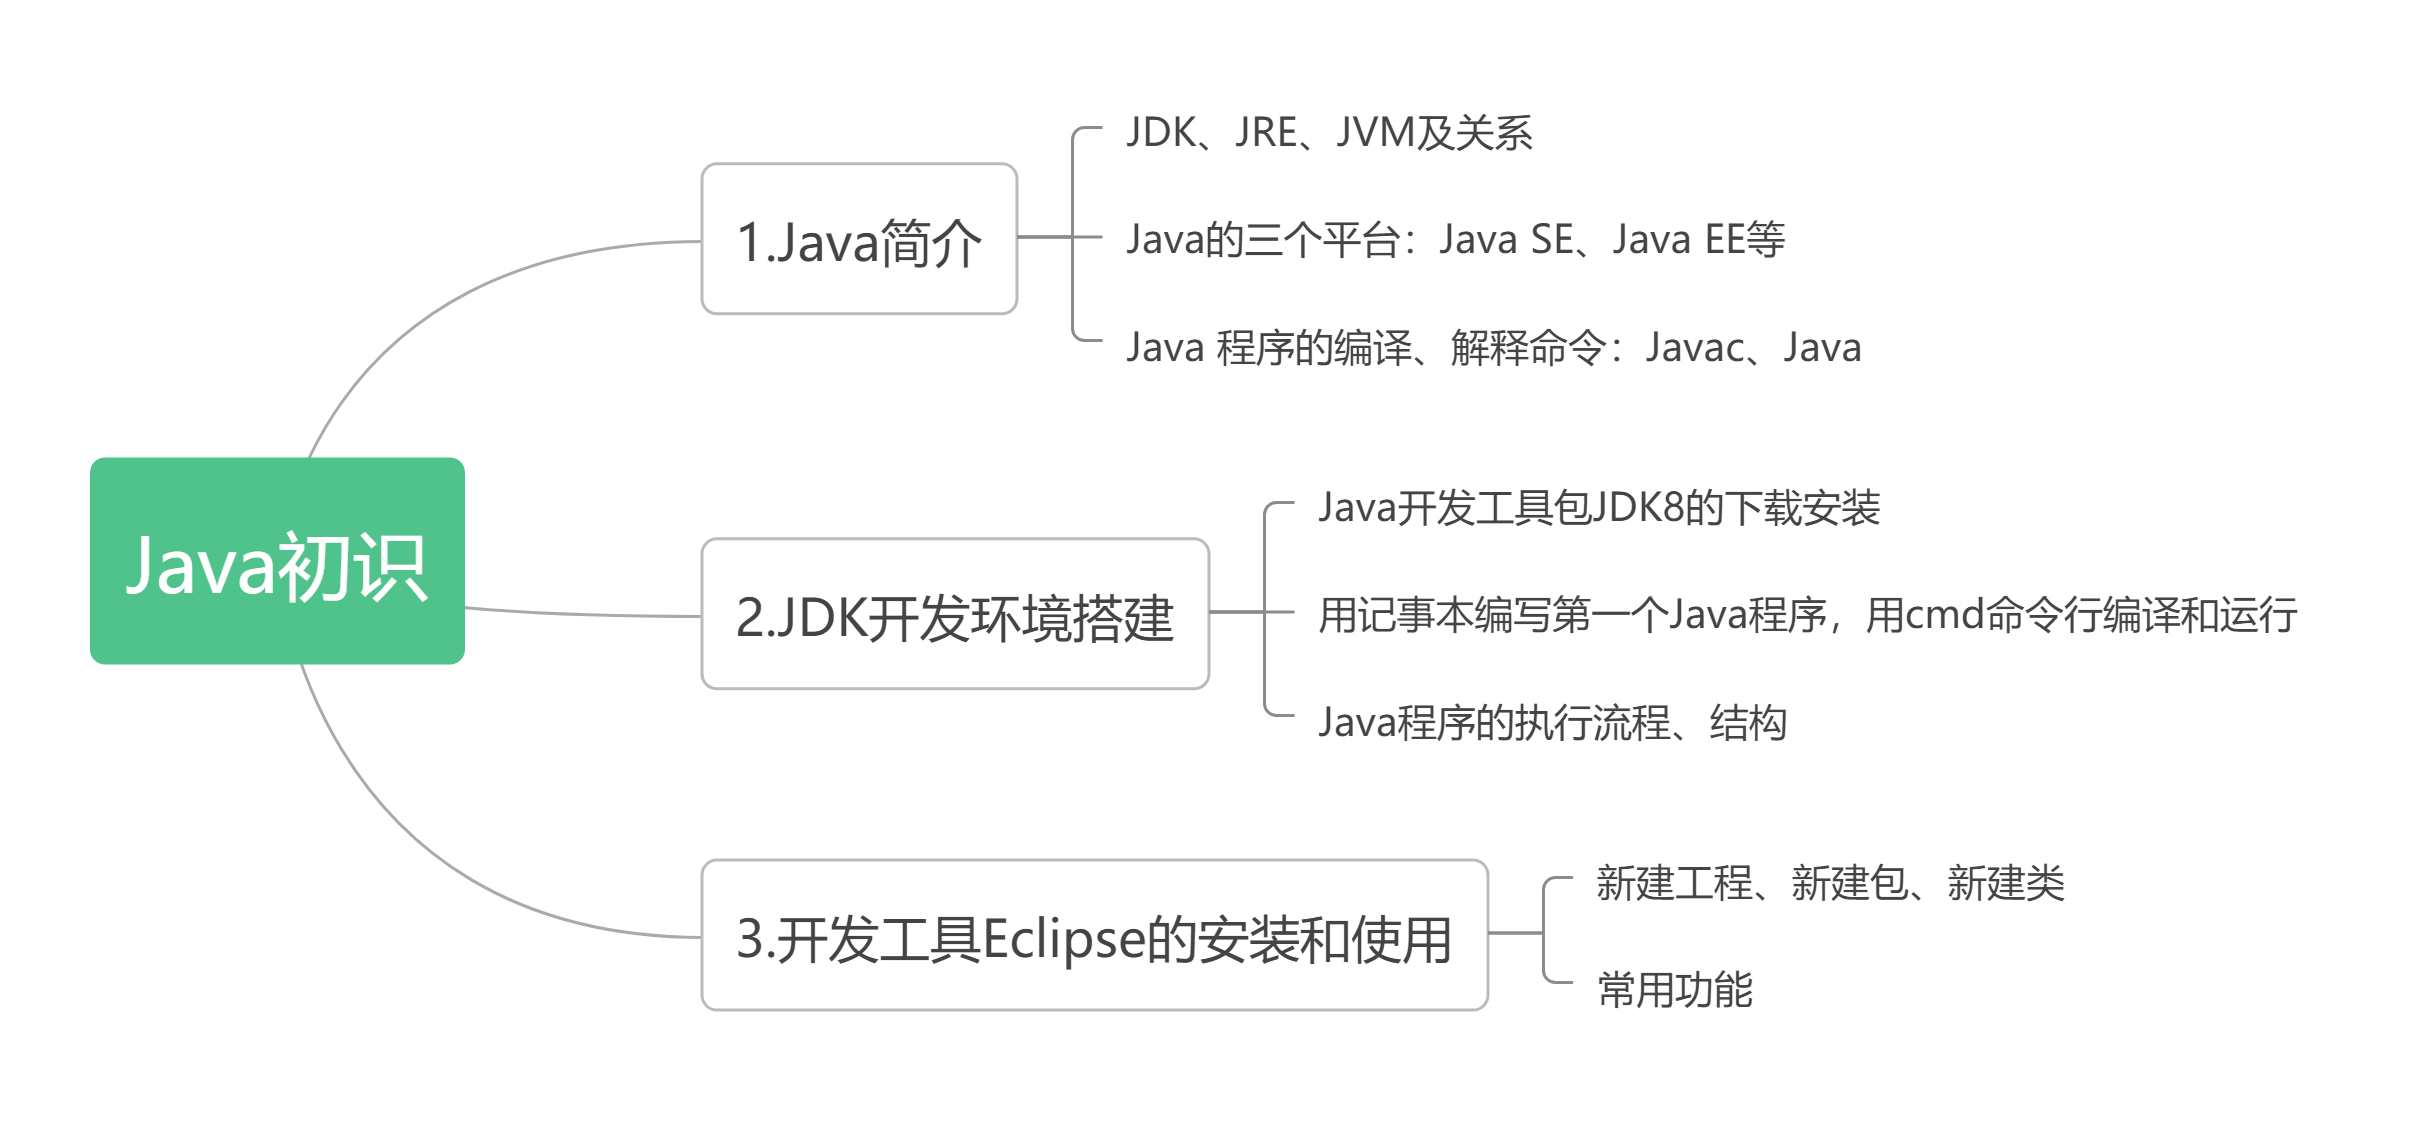 Java初识
1.Java简介
JDK、JRE、JVM及关系
Java的三个平台：Java SE、Java EE等
Java 程序的编译、解释命令：Javac、Java
2.JDK开发环境搭建
Java开发工具包JDK8的下载安装
用记事本编写第一个Java程序，用cmd命令行编译和运行
Java程序的执行流程、结构
3.开发工具Eclipse的安装和使用
新建工程、新建包、新建类
常用功能